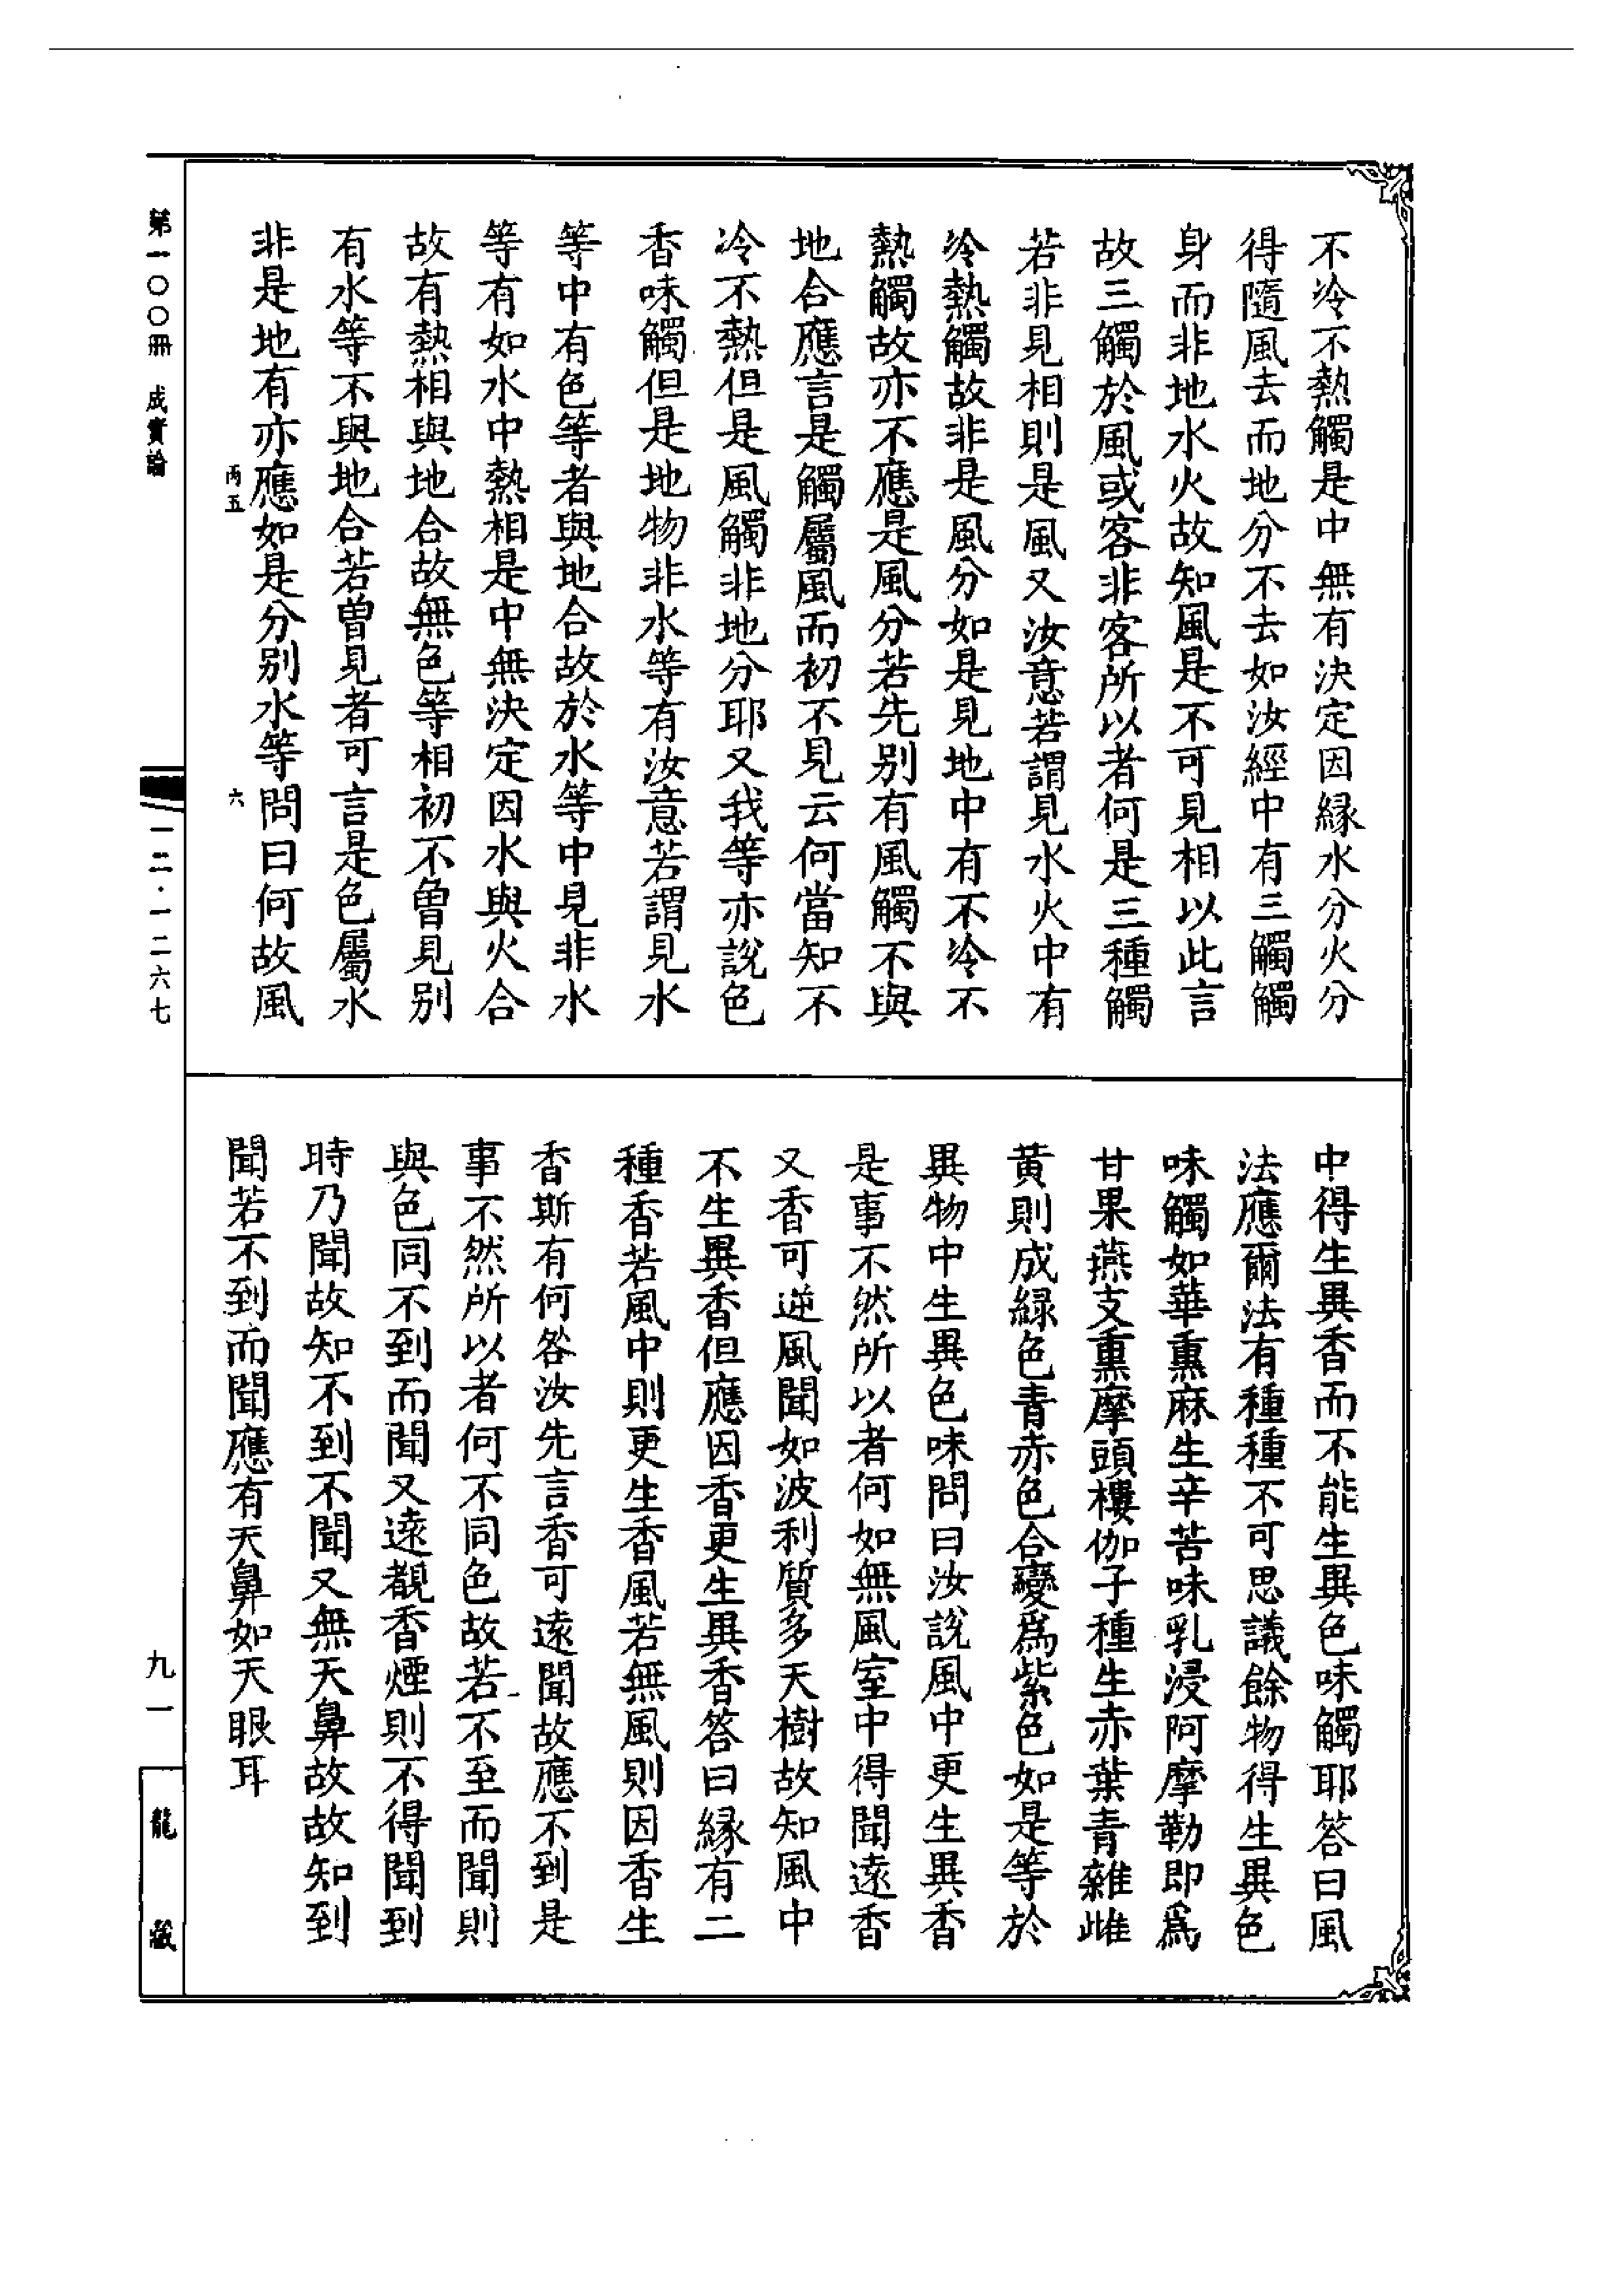 不冷不熱觸是中無有決定因緣水分火分
得隨風去而地分不去如汝經中有三觸觸
身而非地水火故知風是不可見相以此言
故三觸於風或客非客所以者何是三種觸
若非見相則是風又汝意若謂見水火中有
冷熱觸故非是風分如是見地中有不冷不
熱觸故亦不應是風分若先別有風觸不與
地合應言是觸屬風而初不見云何當知不
冷不熱但是風觸非地分耶又我等亦說色
香味觸但是地物非水等有汝意若謂見水
等中有色等者與地合故於水等中見非水
等有如水中熱相是中無決定因水與火合
故有熱相與地合故無色等相初不曾見別
有水等不與地合若曽見者可言是色屬水
非是地有亦應如是分別水等問曰何故風
丙五
六
中得生異香而不能生異色味觸耶答曰風
法應爾法有種種不可思議餘物得生異色
味觸如華熏麻生辛苦味乳浸阿摩勒即爲
甘果燕支熏摩頭樓伽子種生赤葉青雜雌
黃則成綠色青赤色合變爲紫色如是等於
異物中生異色味問曰汝說風中更生異香
是事不然所以者何如無風室中得聞遠香
又香可逆風聞如波利質多天樹故知風中
不生異香但應因香更生異香答曰緣有二
種香若風中則更生香風若無風則因香生
香斯有何咎汝先言香可遠聞故應不到是
事不然所以者何不同色故若不至而聞則
與色同不到而聞又遠覩香煙則不得聞到
時乃聞故知不到不聞又無天鼻故故知到
聞若不到而聞應有天鼻如天眼耳
第一〇〇冊 成實論
一二·一二六七
九一
龍藏